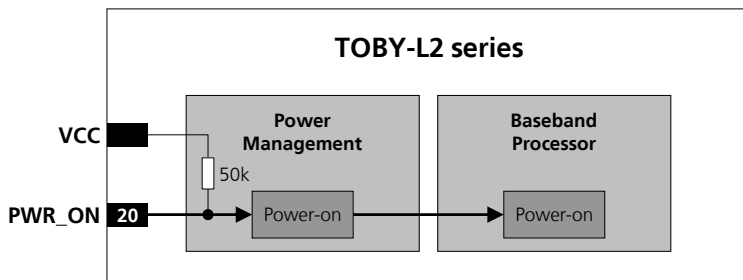 TOBY-L2 series
Power
Management
Baseband
Processor
VCC
50k
PWR_ON
20
Power-on
Power-on